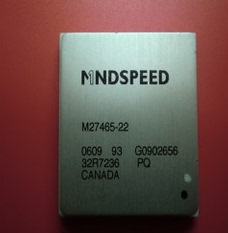 MINDSPEED
M27465-22
0609 93 G0902656
32R7236 PQ
CANADA